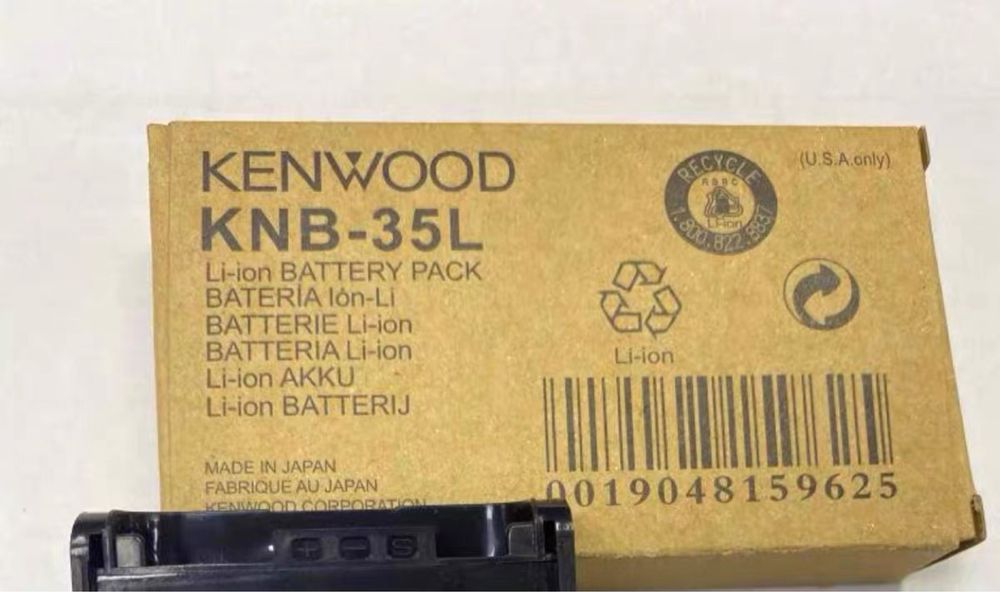 KENWOOD
KNB-35L
Li-ion BATTERY PACK
BATERÍA Ión-Li
BATTERIE Li-ion
BATTERIA Li-ion
Li-ion AKKU
Li-ion BATTERIJ
MADE IN JAPAN
FABRIQUE AU JAPAN
KENWOOD CORPORATION
RECYCLE
RBRC
Li-ion
1.800.822.8837
(U.S.A.only)
Li-ion
0019048159625
+ - S